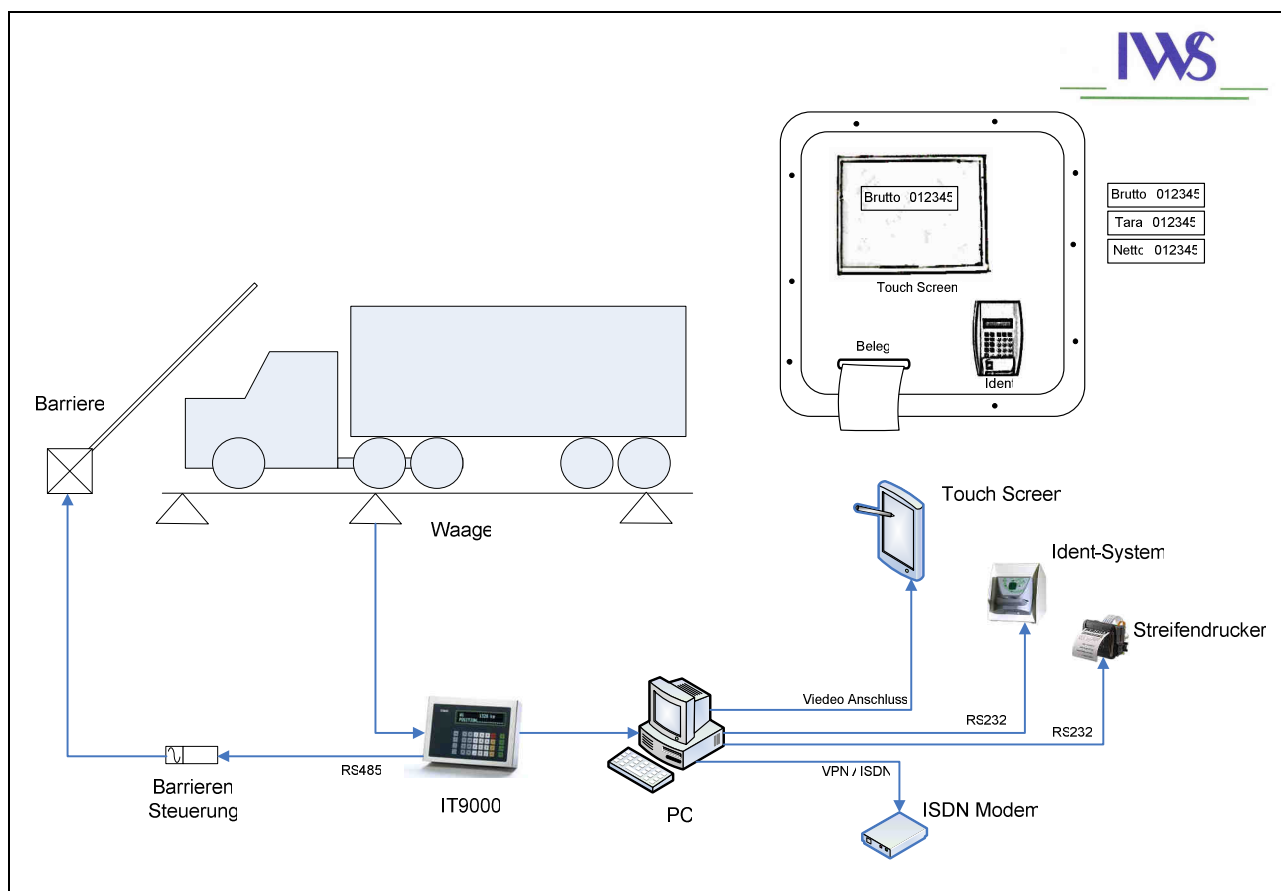 IWS
Brutto 012345
Touch Screen
Beleg
Ident
Brutto 012345
Tara 012345
Netto 012345
Barriere
Waage
Touch Screen
Ident-System
Streifendrucker
Viedeo Anschluss
RS232
RS232
VPN / ISDN
RS485
Barrieren
Steuerung
IT9000
PC
ISDN Modem